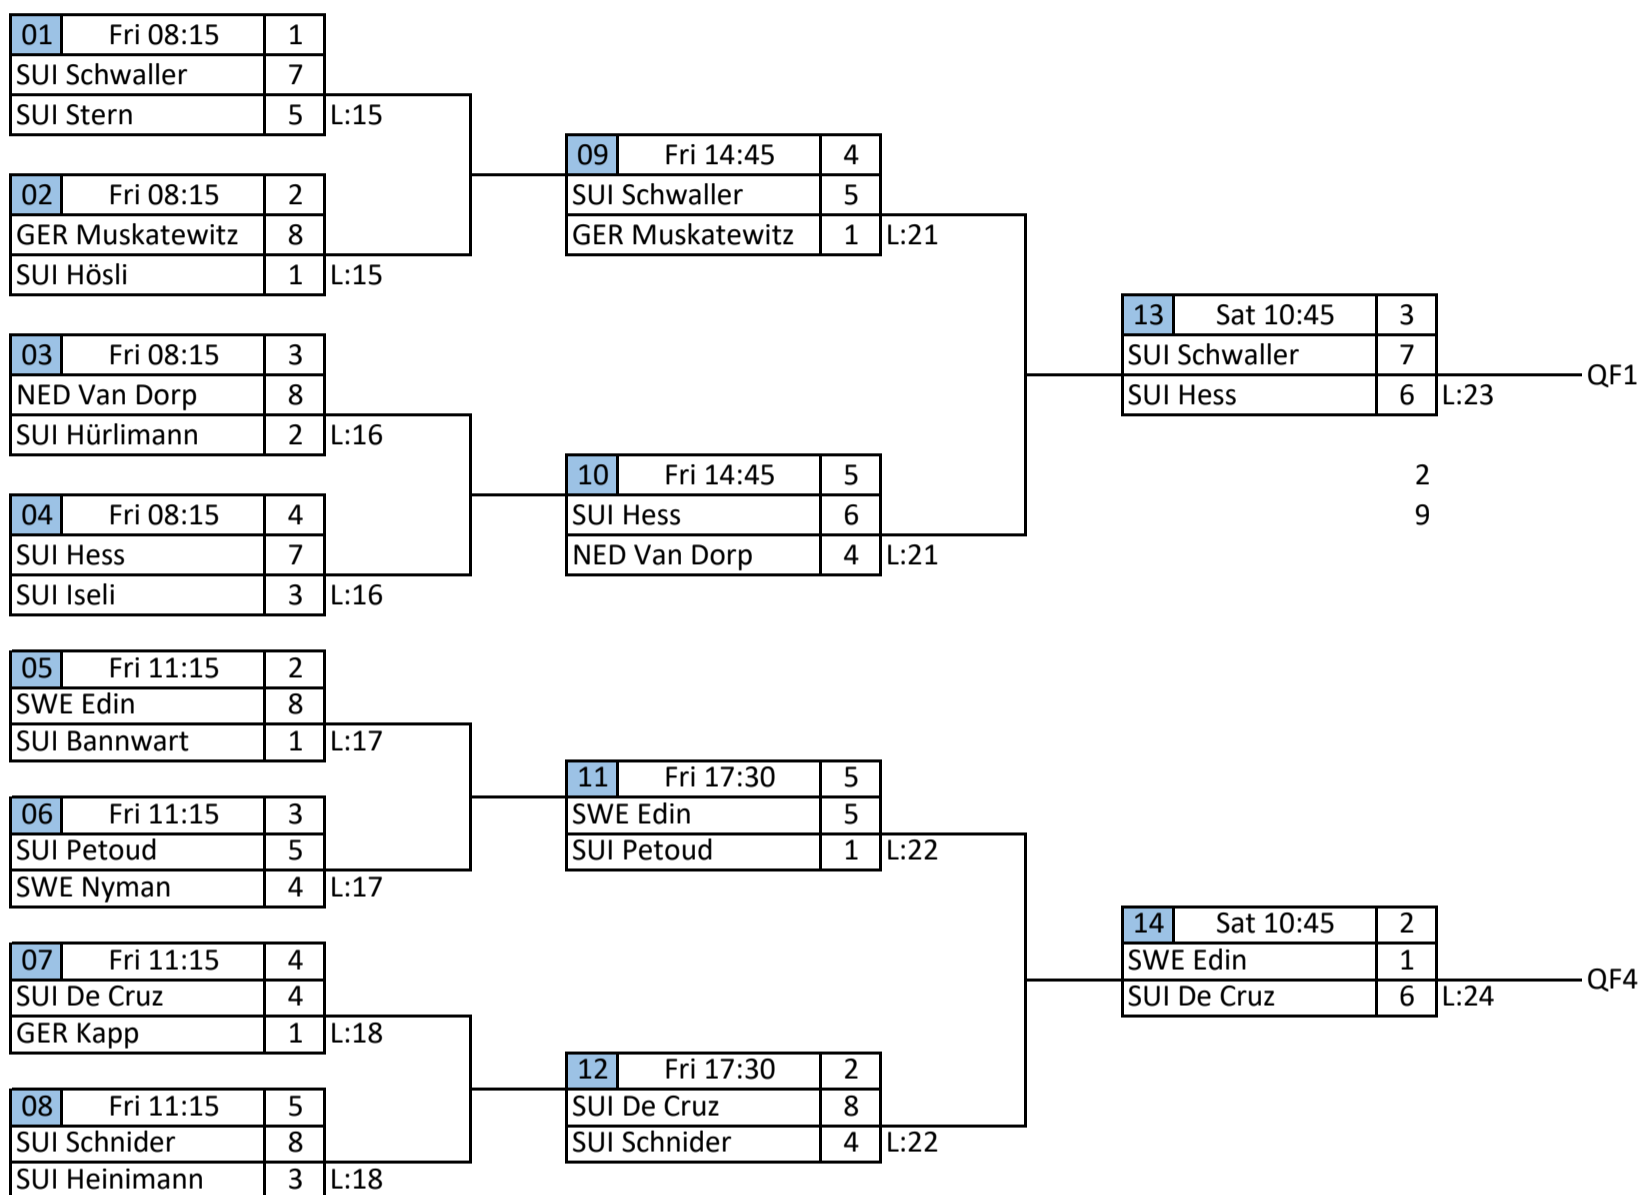 01 Fri 08:15 1
SUI Schwaller 7
SUI Stern 5 L:15
02 Fri 08:15 2
GER Muskatewitz 8
SUI Hösli 1 L:15
03 Fri 08:15 3
NED Van Dorp 8
SUI Hürlimann 2 L:16
04 Fri 08:15 4
SUI Hess 7
SUI Iseli 3 L:16
05 Fri 11:15 2
SWE Edin 8
SUI Bannwart 1 L:17
06 Fri 11:15 3
SUI Petoud 5
SWE Nyman 4 L:17
07 Fri 11:15 4
SUI De Cruz 4
GER Kapp 1 L:18
08 Fri 11:15 5
SUI Schnider 8
SUI Heinimann 3 L:18
09 Fri 14:45 4
SUI Schwaller 5
GER Muskatewitz 1 L:21
10 Fri 14:45 5
SUI Hess 6
NED Van Dorp 4 L:21
11 Fri 17:30 5
SWE Edin 5
SUI Petoud 1 L:22
12 Fri 17:30 2
SUI De Cruz 8
SUI Schnider 4 L:22
13 Sat 10:45 3
SUI Schwaller 7
QF1
SUI Hess 6 L:23
2
9
14 Sat 10:45 2
SWE Edin 1
QF4
SUI De Cruz 6 L:24